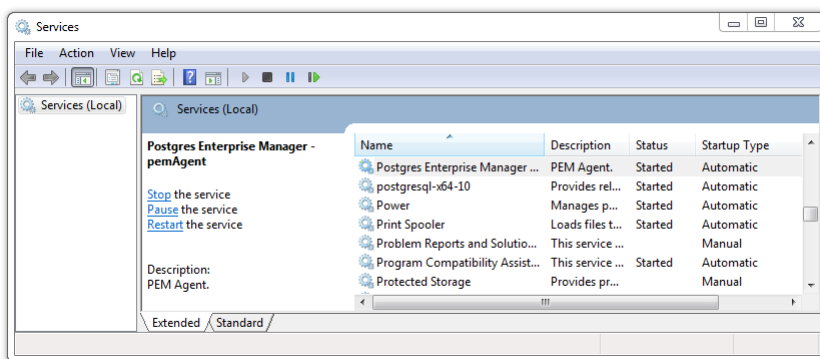 Services
File Action View Help
Services (Local)
Services (Local)
Postgres Enterprise Manager -
pemAgent
Stop the service
Pause the service
Restart the service
Description:
PEM Agent.
Name Description Status Startup Type
Postgres Enterprise Manager ... PEM Agent. Started Automatic
postgresql-x64-10 Provides rel... Started Automatic
Power Manages p... Started Automatic
Print Spooler Loads files t... Started Automatic
Problem Reports and Solutio... This service ... Manual
Program Compatibility Assist... This service ... Started Automatic
Protected Storage Provides pr... Manual
Extended Standard